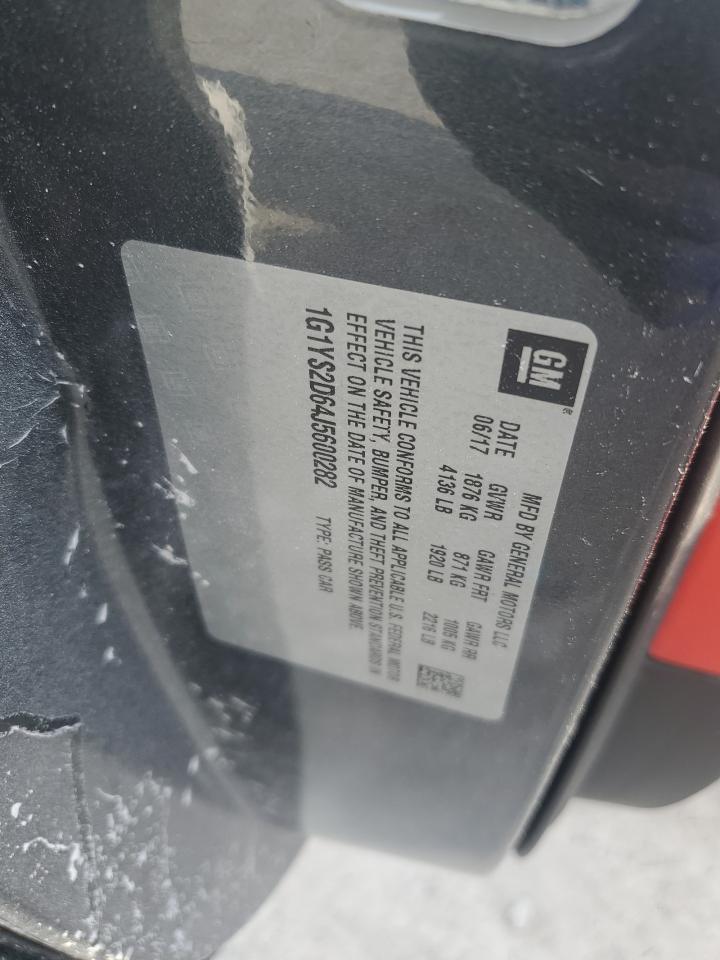 GM
MFD BY GENERAL MOTORS LLC
DATE GVWR GAWR FRT GAWR RR
06/17 1876 KG 871 KG 1005 KG
4136 LB 1920 LB 2216 LB
THIS VEHICLE CONFORMS TO ALL APPLICABLE U.S. FEDERAL MOTOR
VEHICLE SAFETY, BUMPER, AND THEFT PREVENTION STANDARDS IN
EFFECT ON THE DATE OF MANUFACTURE SHOWN ABOVE.
1G1YS2D64J5600282 TYPE: PASS CAR